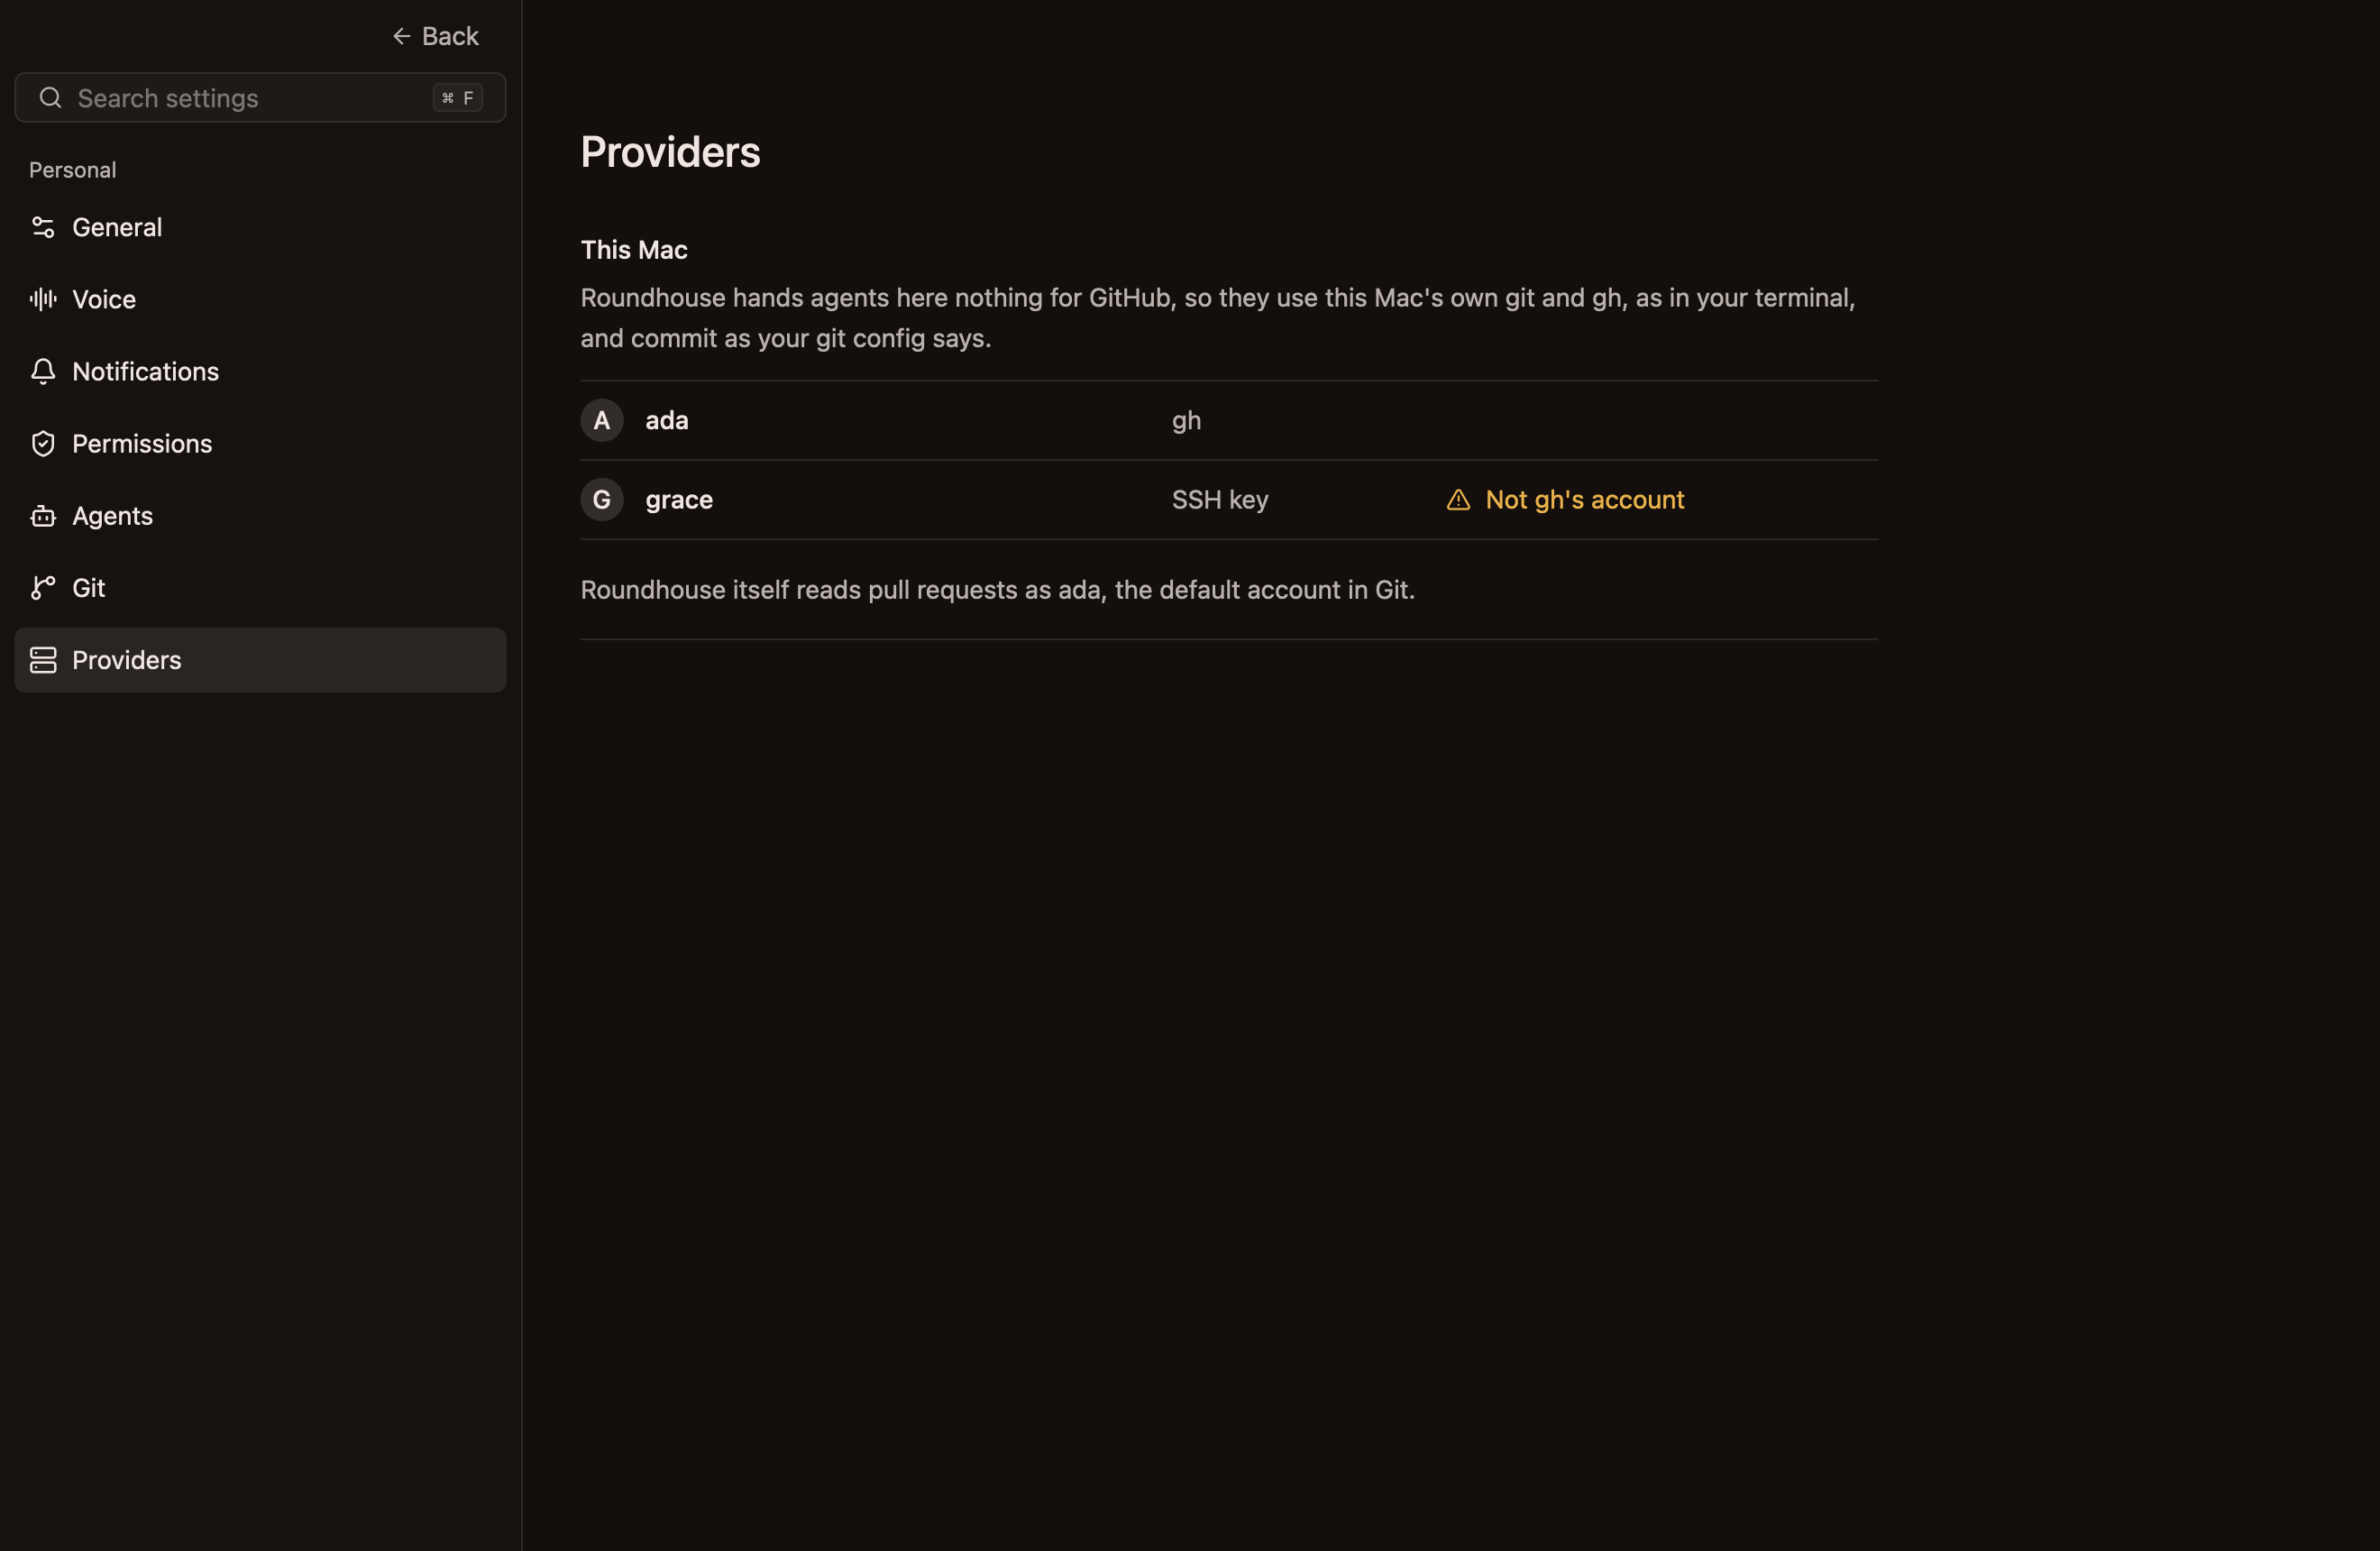 Back
Search settings
⌘ F
Personal
General
Voice
Notifications
Permissions
Agents
Git
Providers
Providers
This Mac
Roundhouse hands agents here nothing for GitHub, so they use this Mac's own git and gh, as in your terminal,
and commit as your git config says.
A ada gh
G grace SSH key Not gh's account
Roundhouse itself reads pull requests as ada, the default account in Git.